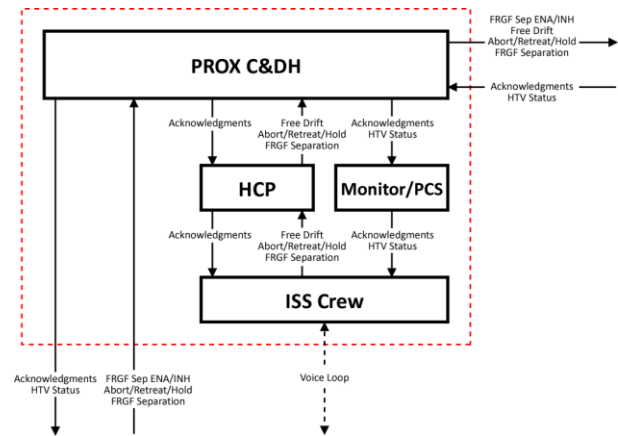 FRGF Sep ENA/INH
Free Drift
Abort/Retreat/Hold
FRGF Separation
PROX C&DH
Acknowledgments
HTV Status
Acknowledgments
Free Drift
Abort/Retreat/Hold
FRGF Separation
Acknowledgments
HTV Status
HCP
Monitor/PCS
Acknowledgments
Free Drift
Abort/Retreat/Hold
FRGF Separation
Acknowledgments
HTV Status
ISS Crew
Acknowledgments
HTV Status
FRGF Sep ENA/INH
Abort/Retreat/Hold
FRGF Separation
Voice Loop